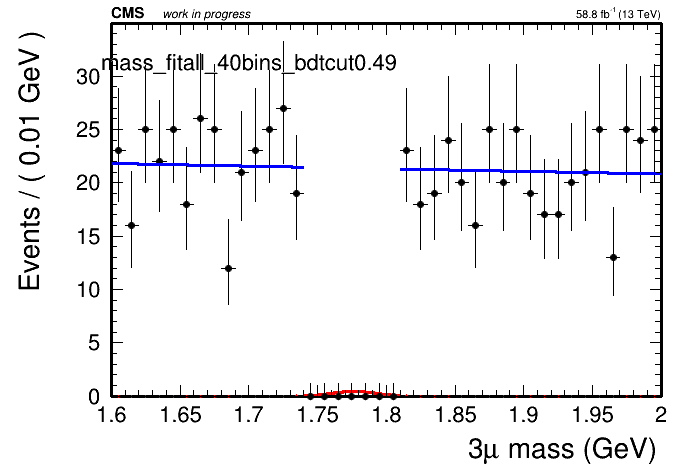 CMS work in progress 58.8 fb⁻¹ (13 TeV)
mass_fitall_40bins_bdtcut0.49
Events / ( 0.01 GeV )
30
25
20
15
10
5
0
1.6 1.65 1.7 1.75 1.8 1.85 1.9 1.95 2
3μ mass (GeV)